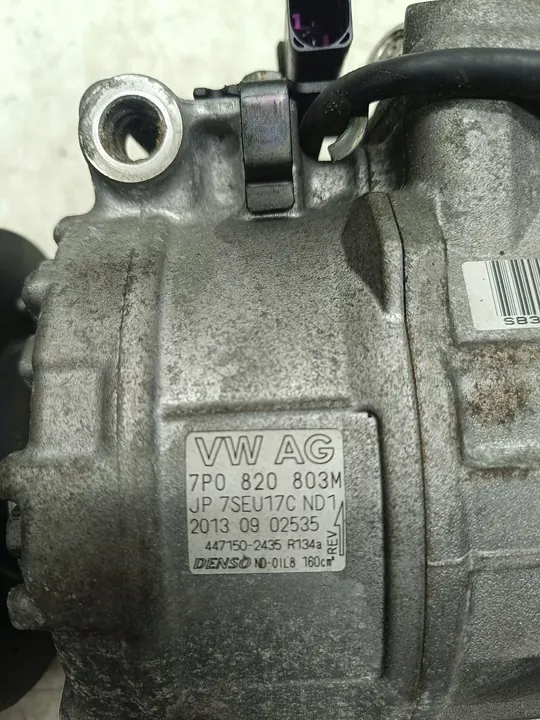 SB3
VW AG
7P0 820 803M
JP 7SEU17C ND1
2013 09 02535
447150-2435 R134a
DENSO ND-OIL8 160cm³
REV